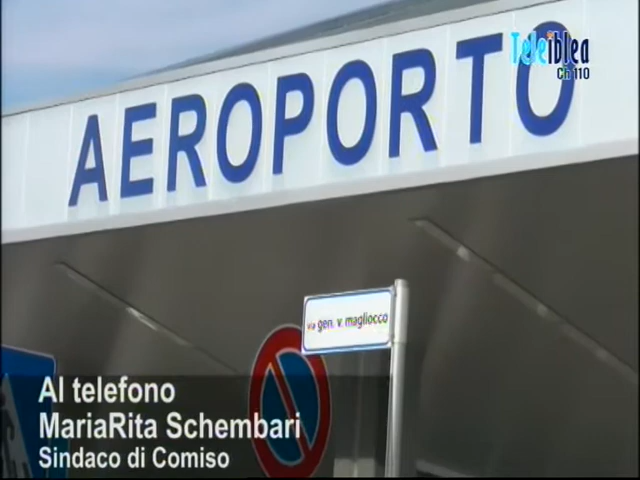 Teleiblea
Ch 110
AEROPORTO
via gen. v. magliocco
Al telefono
MariaRita Schembari
Sindaco di Comiso